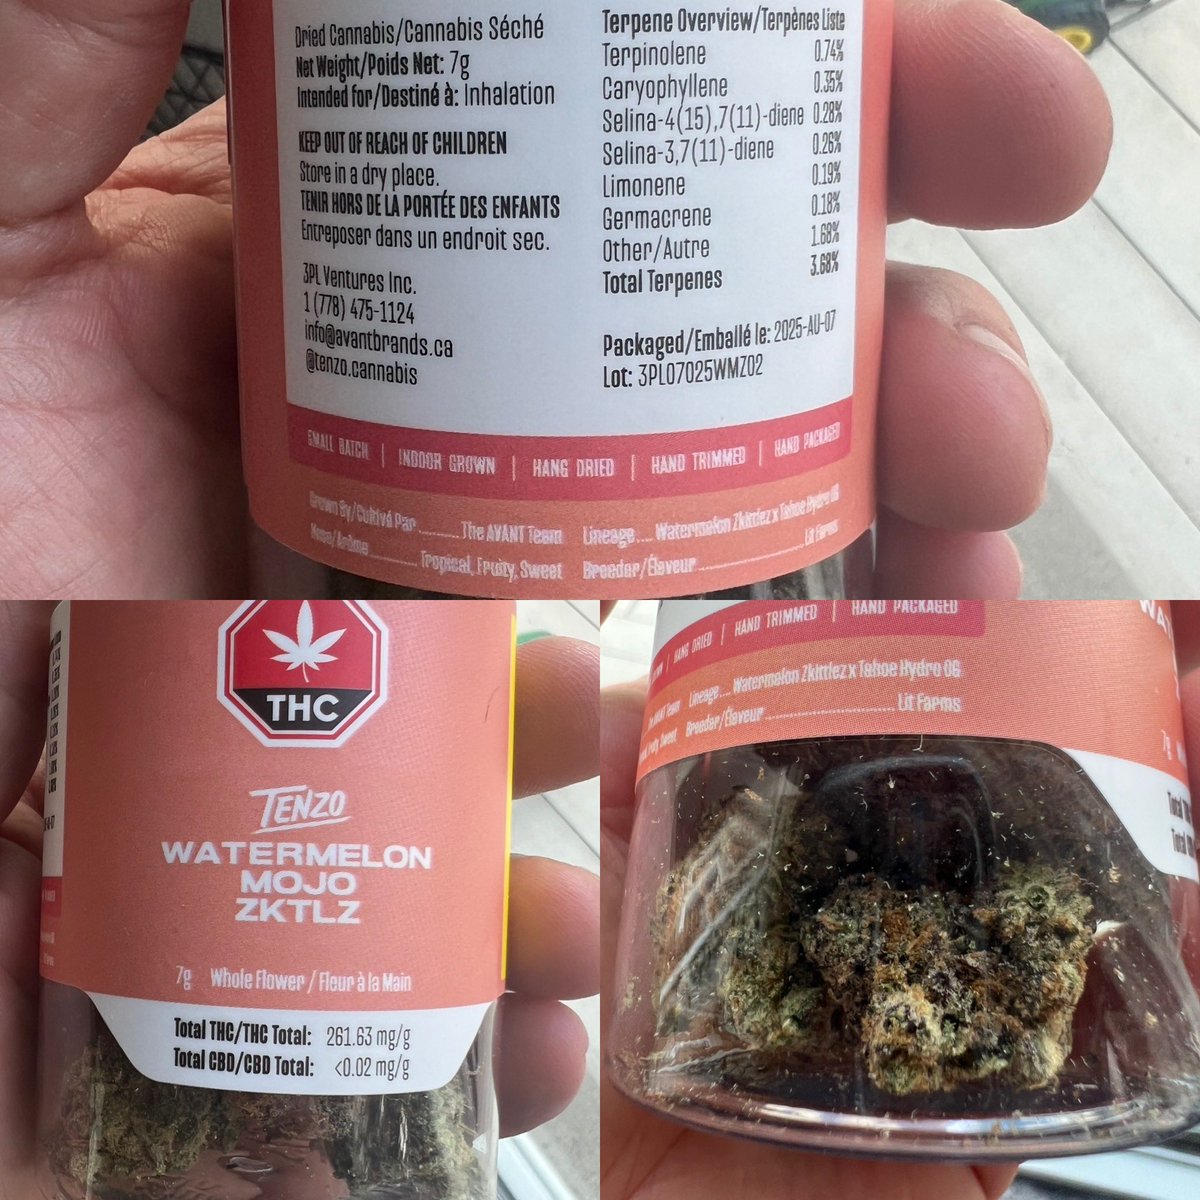 Dried Cannabis/Cannabis Séché
Net Weight/Poids Net: 7g
Intended for/Destiné à: Inhalation
KEEP OUT OF REACH OF CHILDREN
Store in a dry place.
TENIR HORS DE LA PORTÉE DES ENFANTS
Entreposer dans un endroit sec.
3PL Ventures Inc.
1 (778) 475-1124
info@avantbrands.ca
@tenzo.cannabis
Terpene Overview/Terpènes Liste
Terpinolene 0.74%
Caryophyllene 0.35%
Selina-4(15),7(11)-diene 0.28%
Selina-3,7(11)-diene 0.26%
Limonene 0.19%
Germacrene 0.18%
Other/Autre 1.68%
Total Terpenes 3.68%
Packaged/Emballé le: 2025-AU-07
Lot: 3PL07025WMZ02
SMALL BATCH | INDOOR GROWN | HANG DRIED | HAND TRIMMED | HAND PACKAGED
Grown By/Cultivé Par ........... The AVANT Team
Nose/Arôme ........... Tropical, Fruity, Sweet
Lineage .... Watermelon Zkittlez x Tahoe Hydro OG
Breeder/Éleveur ........... Lit Farms
THC
TENZO
WATERMELON
MOJO
ZKTLZ
7g Whole Flower / Fleur à la Main
Total THC/THC Total: 261.63 mg/g
Total CBD/CBD Total: <0.02 mg/g
HANG DRIED | HAND TRIMMED | HAND PACKAGED
Team Lineage .... Watermelon Zkittlez x Tahoe Hydro OG
Sweet Breeder/Éleveur ........... Lit Farms
7g
Total
Total